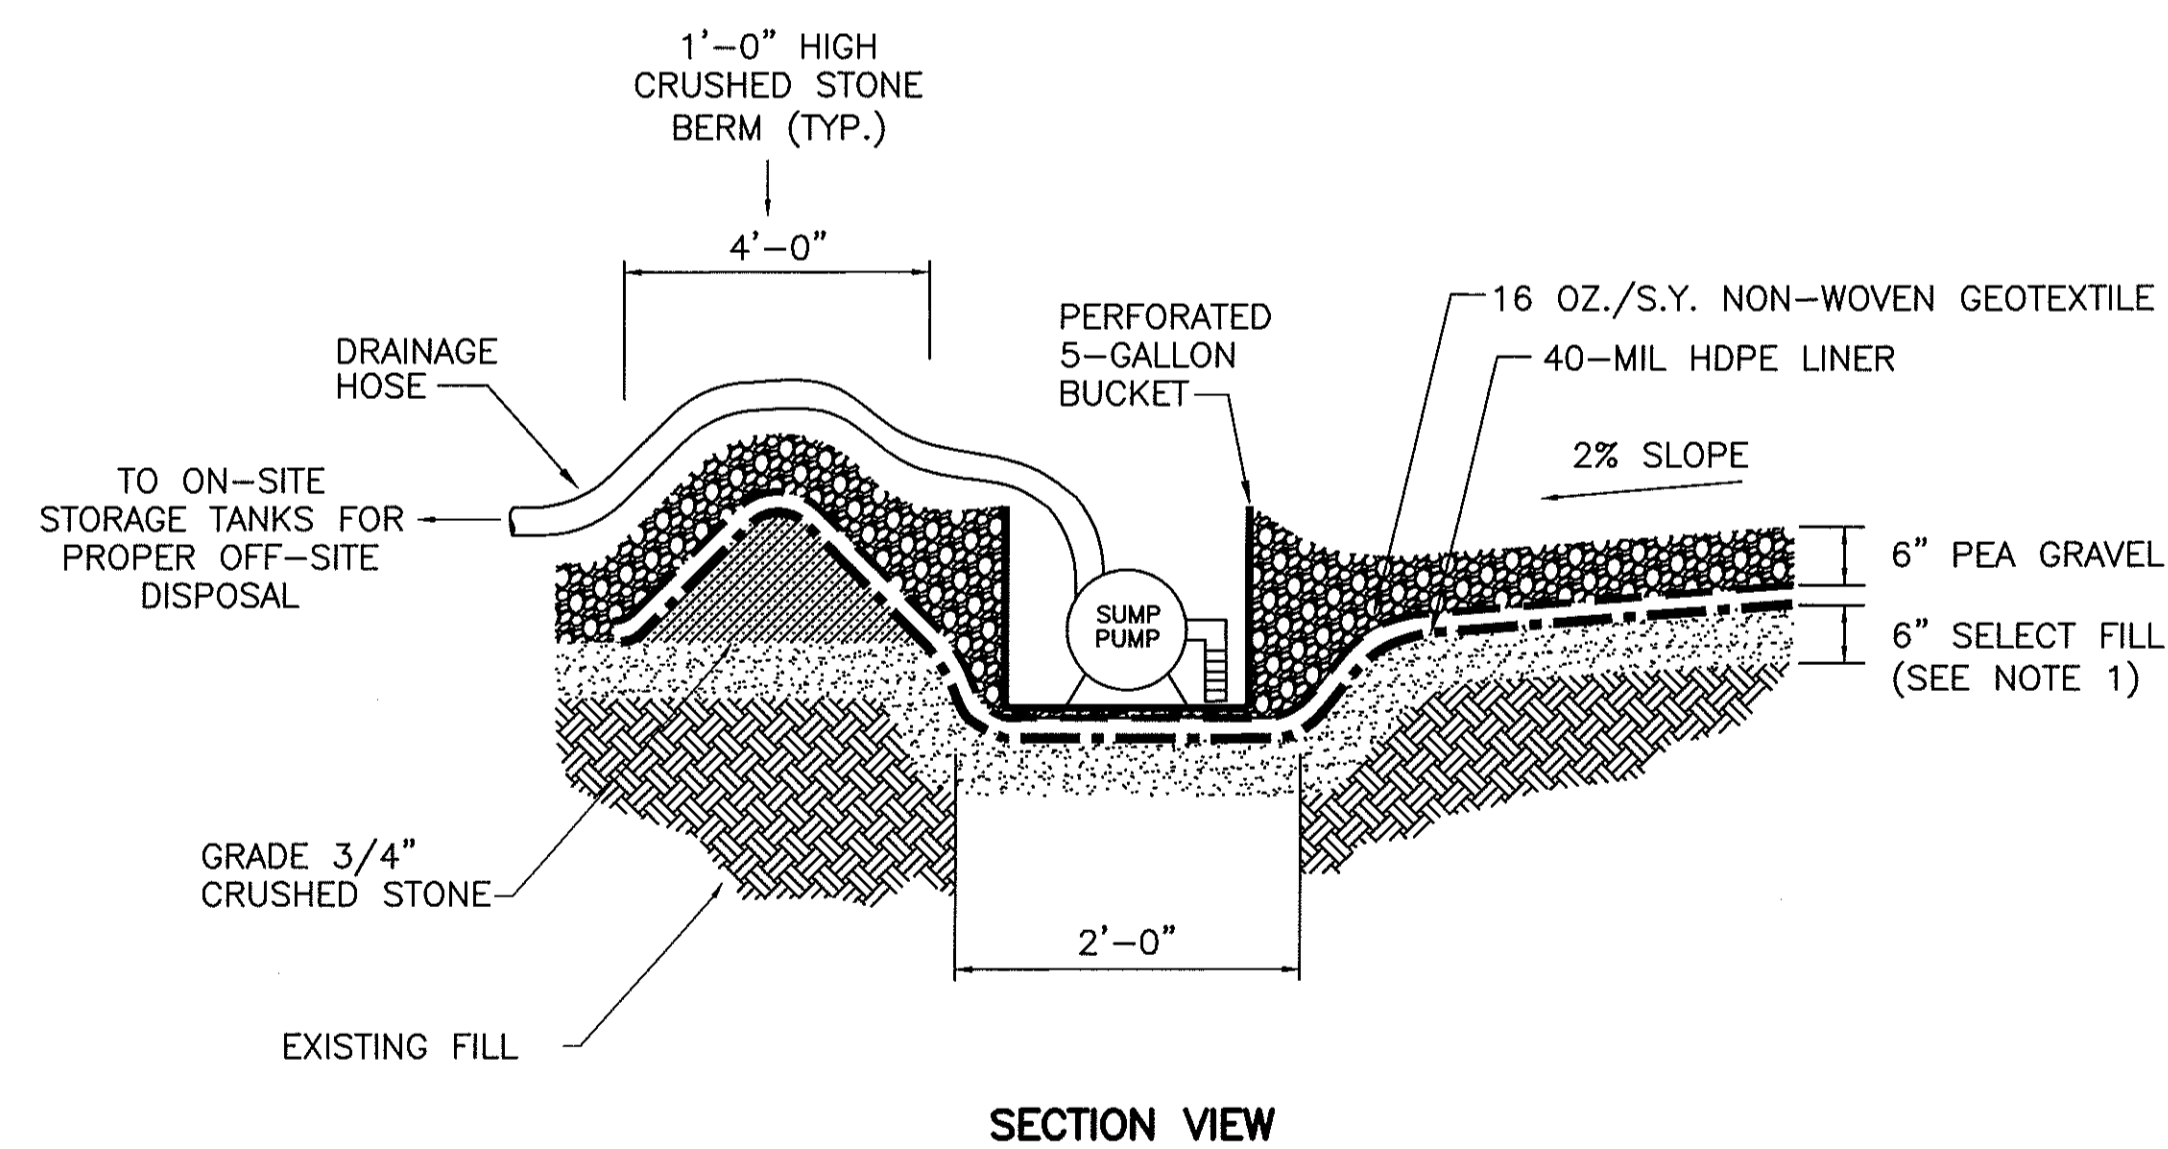 1'-0" HIGH
CRUSHED STONE
BERM (TYP.)
4'-0"
DRAINAGE
HOSE
PERFORATED
5-GALLON
BUCKET
16 OZ./S.Y. NON-WOVEN GEOTEXTILE
40-MIL HDPE LINER
2% SLOPE
TO ON-SITE
STORAGE TANKS FOR
PROPER OFF-SITE
DISPOSAL
6" PEA GRAVEL
SUMP
PUMP
6" SELECT FILL
(SEE NOTE 1)
GRADE 3/4"
CRUSHED STONE
2'-0"
EXISTING FILL
SECTION VIEW